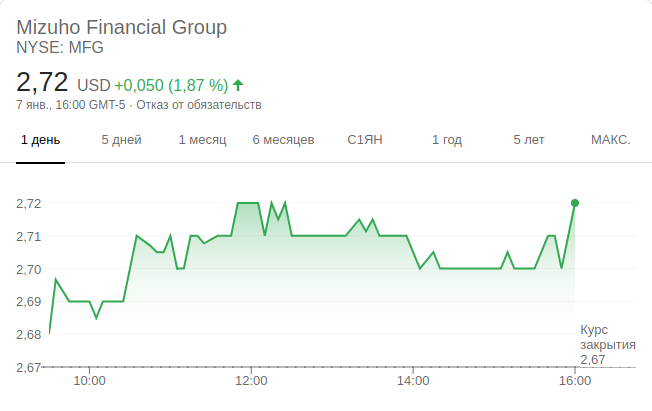 Mizuho Financial Group
NYSE: MFG
2,72 USD +0,050 (1,87 %)
7 янв., 16:00 GMT-5 · Отказ от обязательств
1 день 5 дней 1 месяц 6 месяцев С1ЯН 1 год 5 лет МАКС.
2,72
2,71
2,70
2,69
2,68
2,67
Курс
закрытия
2,67
10:00 12:00 14:00 16:00